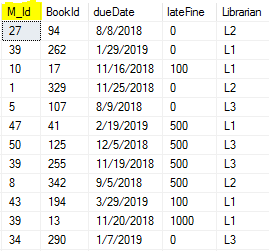 M_Id BookId dueDate lateFine Librarian
27 94 8/8/2018 0 L2
39 262 1/29/2019 0 L1
10 17 11/16/2018 100 L1
1 329 11/25/2018 0 L2
5 107 8/9/2018 0 L3
47 41 2/19/2019 500 L1
50 125 12/5/2018 500 L3
39 255 11/19/2018 500 L3
8 342 9/5/2018 500 L2
43 194 3/29/2019 100 L1
39 13 11/20/2018 1000 L1
34 290 1/7/2019 0 L3